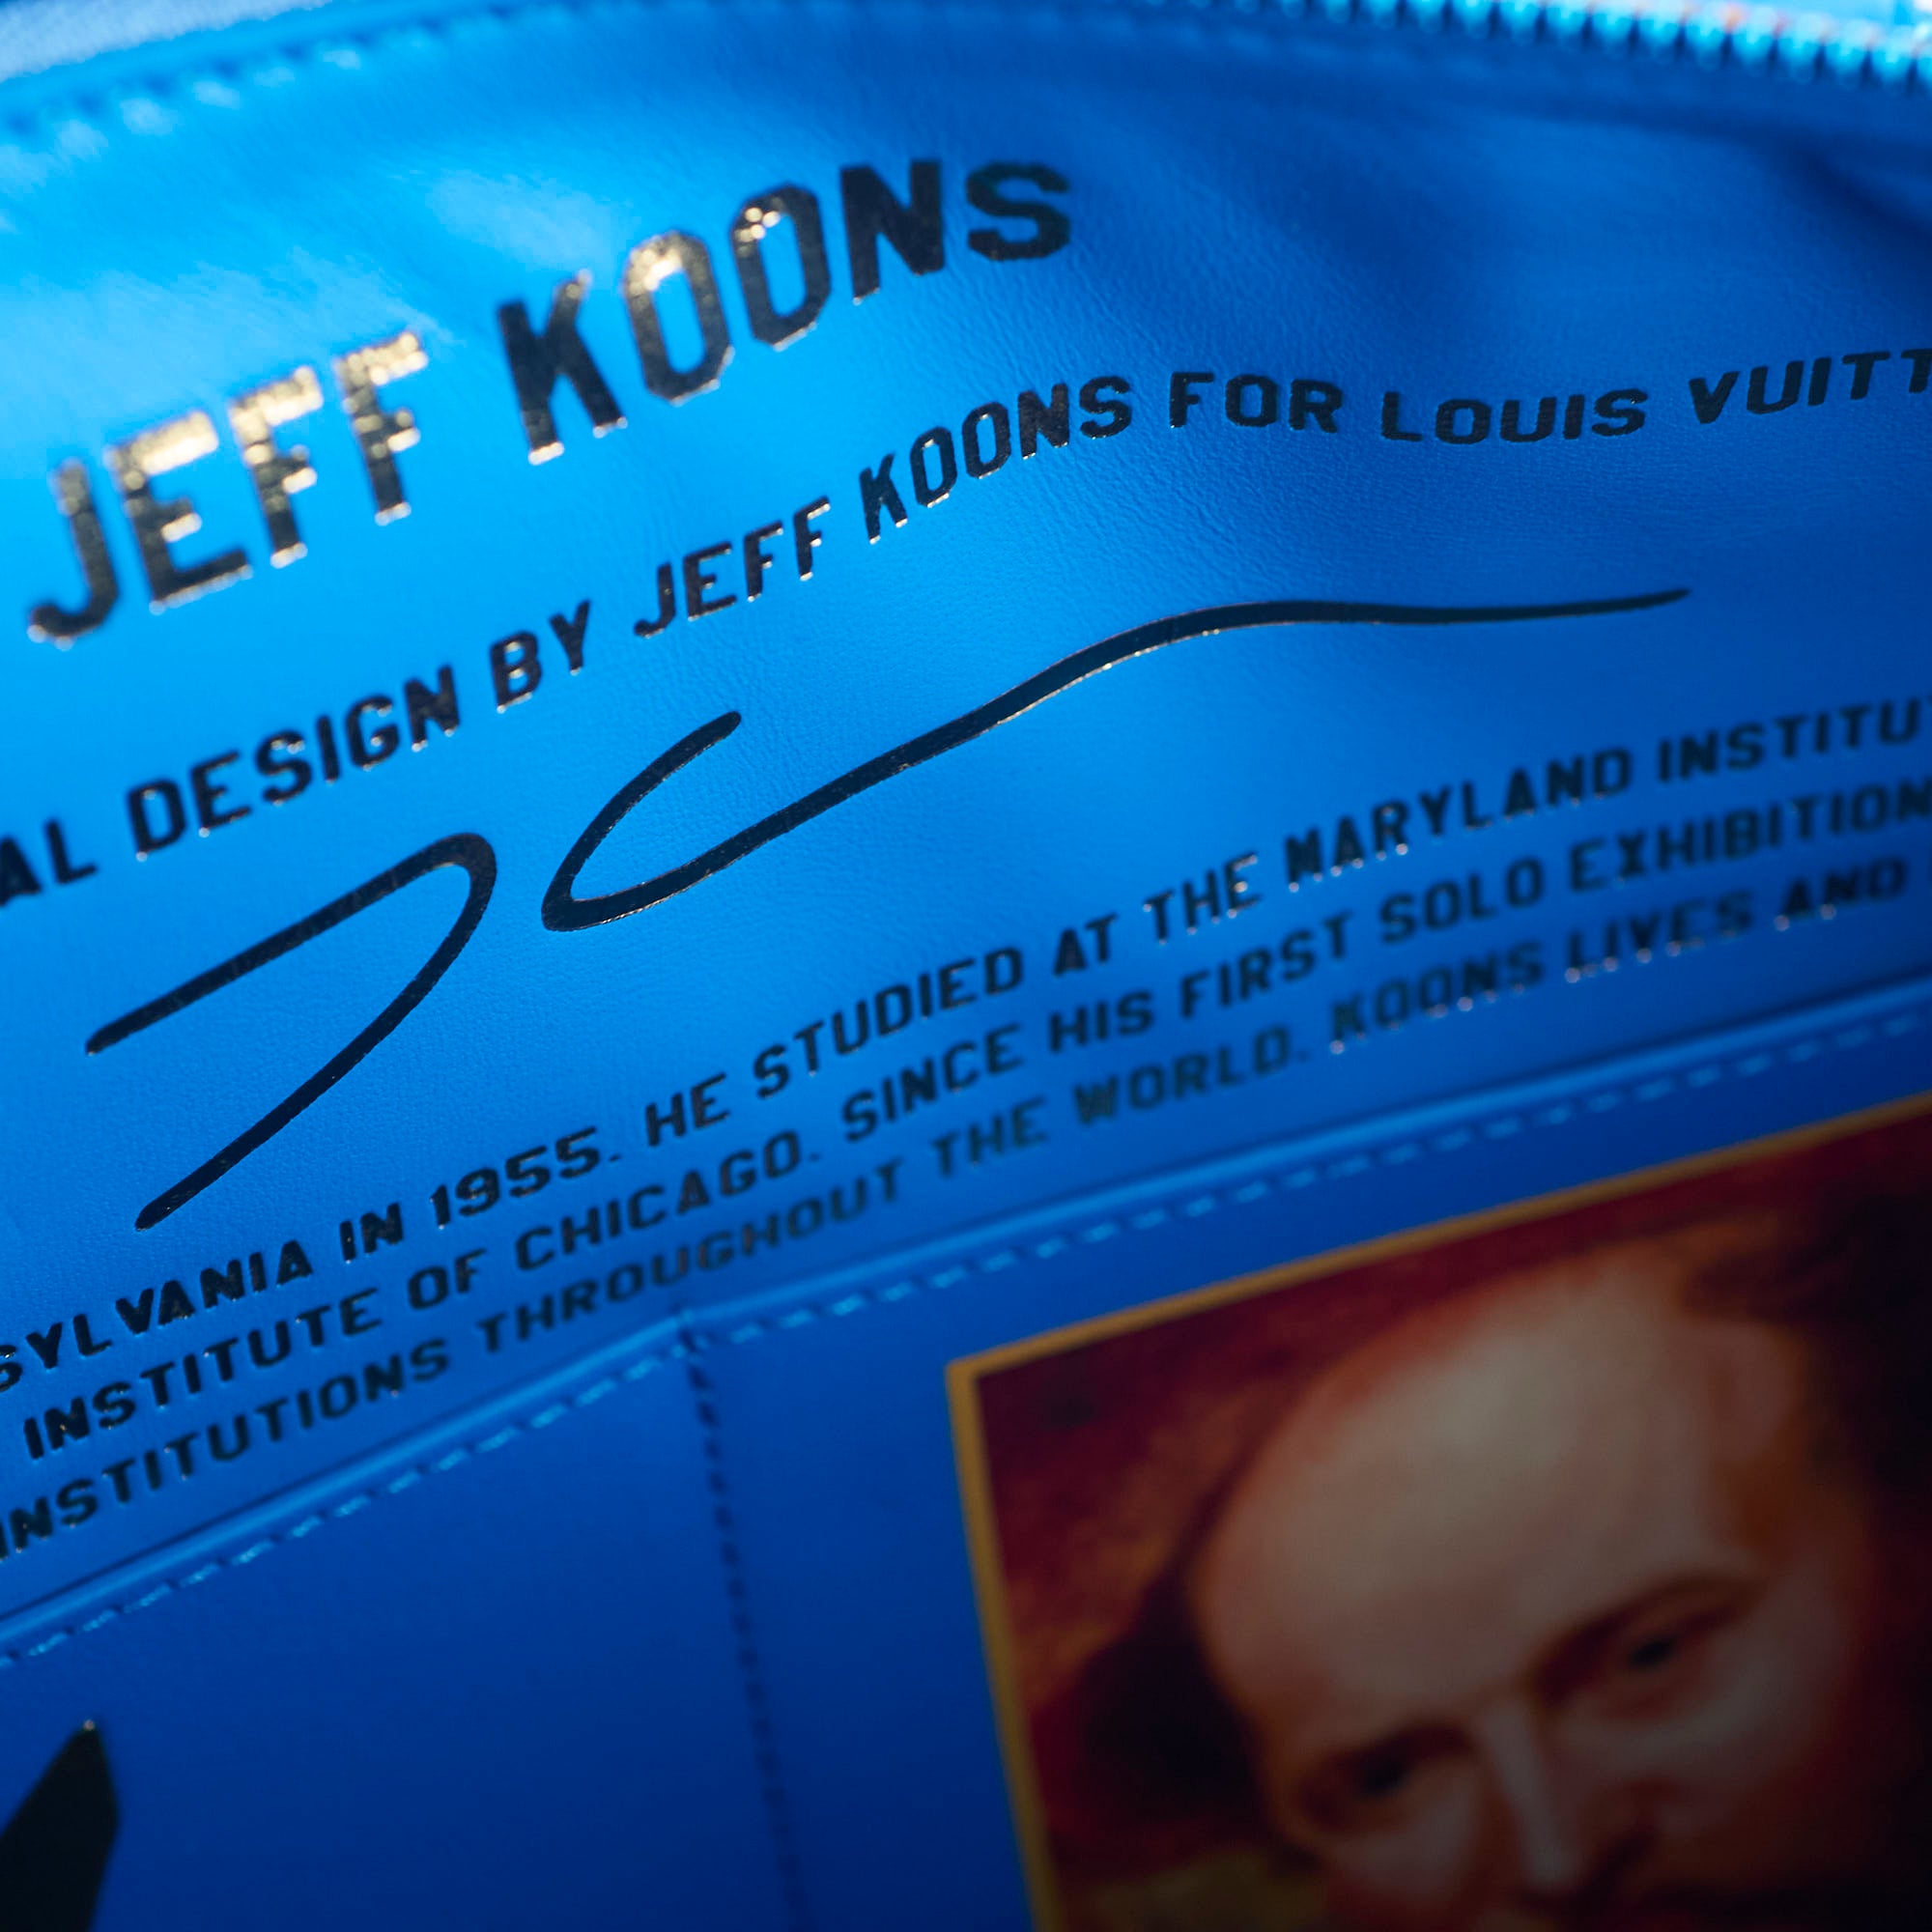 JEFF KOONS
AL DESIGN BY JEFF KOONS FOR LOUIS VUITT
SYLVANIA IN 1955. HE STUDIED AT THE MARYLAND INSTITU
INSTITUTE OF CHICAGO. SINCE HIS FIRST SOLO EXHIBITION
INSTITUTIONS THROUGHOUT THE WORLD. KOONS LIVES AND